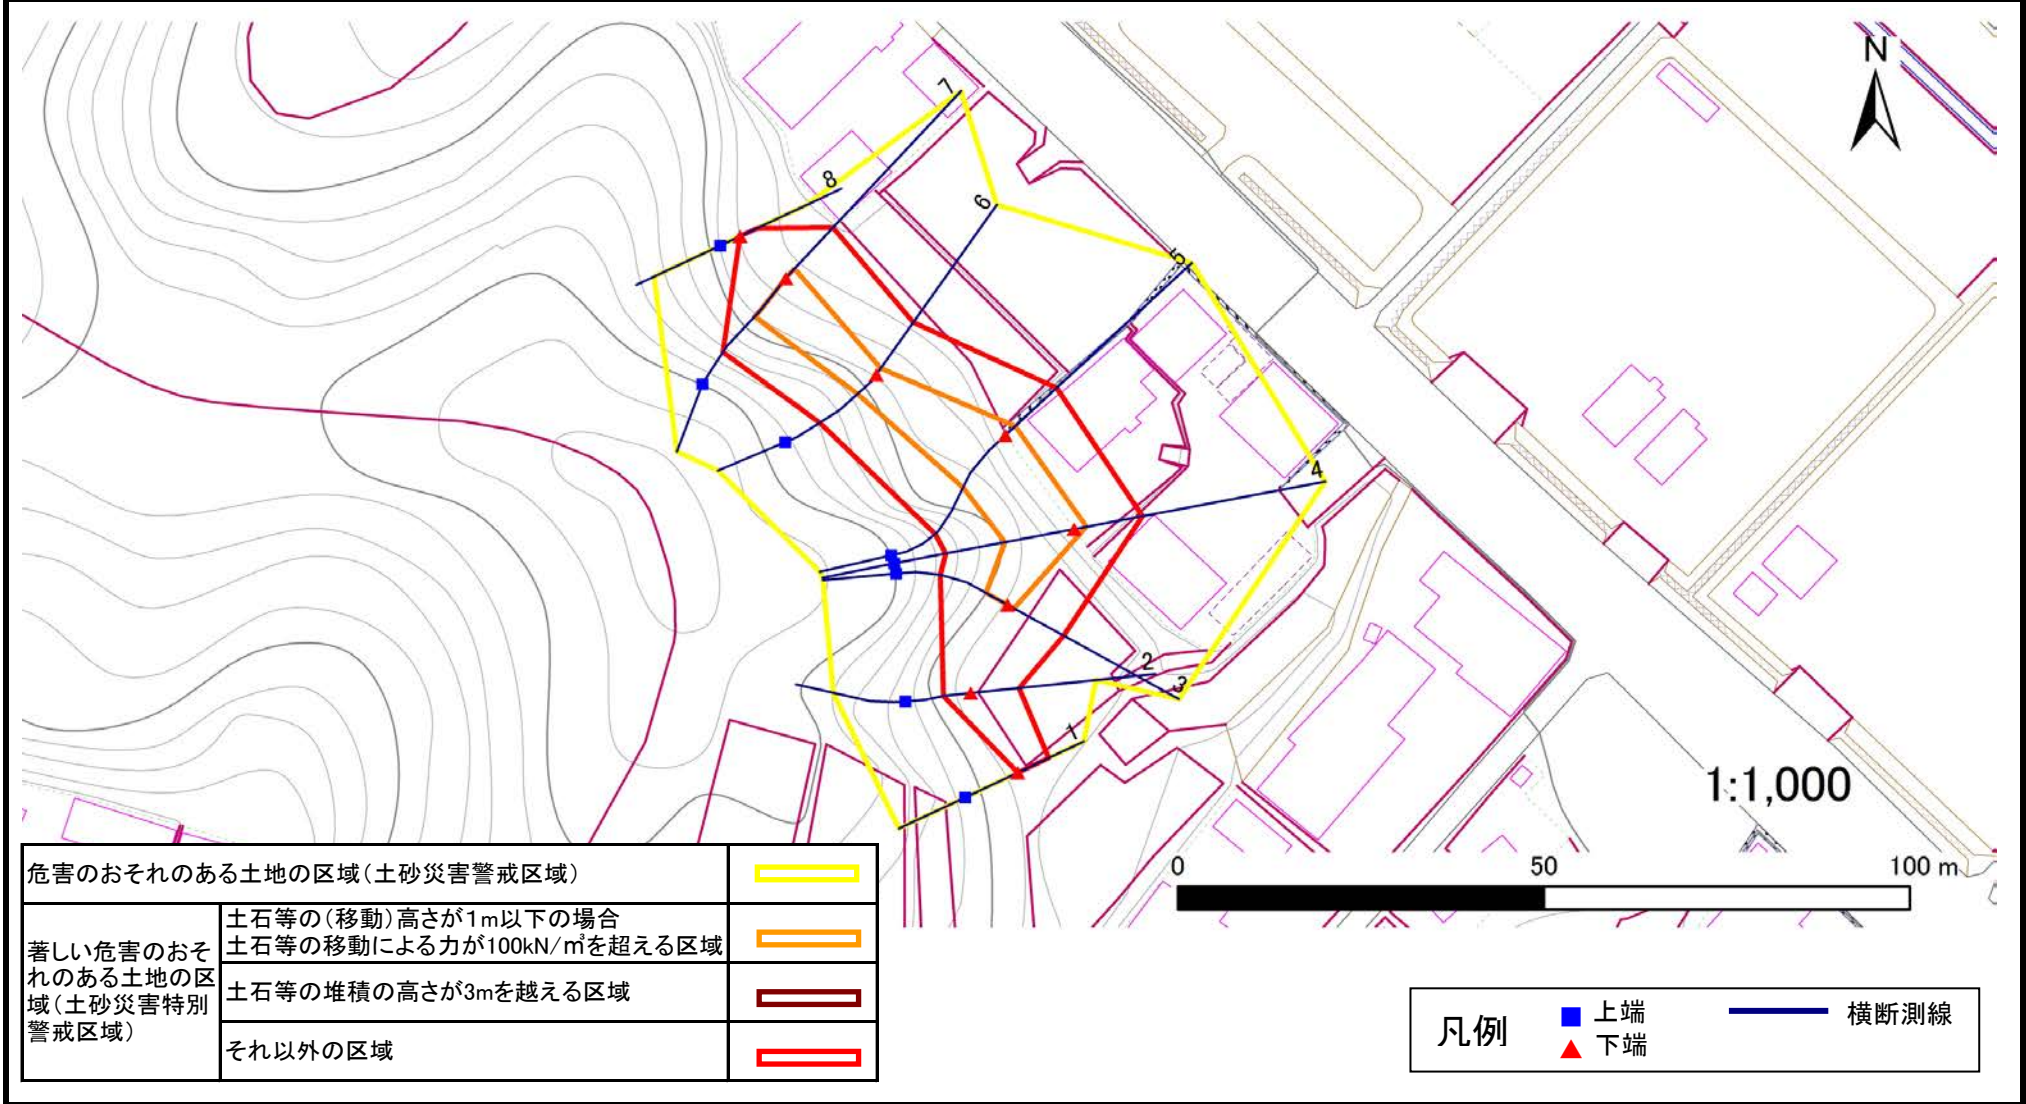 N
7
8
6
5
4
2
3
1
1:1,000
0 50 100 m
危害のおそれのある土地の区域(土砂災害警戒区域)
著しい危害のおそれのある土地の区域(土砂災害特別警戒区域)
土石等の(移動)高さが1m以下の場合
土石等の移動による力が100kN/㎡を超える区域
土石等の堆積の高さが3mを越える区域
それ以外の区域
凡例
上端
下端
横断測線